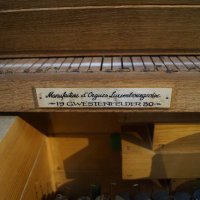 Manufacture d'Orgues Luxembourgeoise
19 G.WESTENFELDER 80